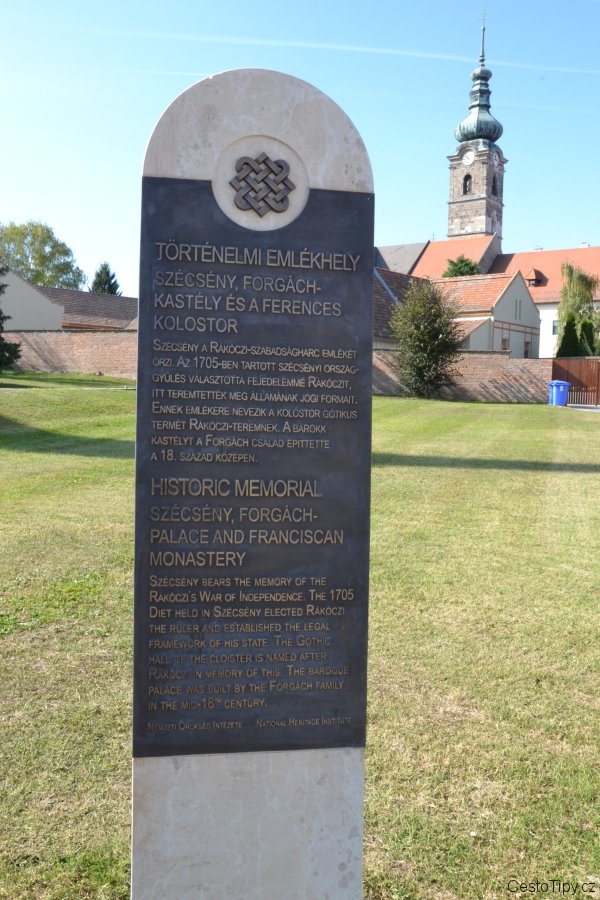 TÖRTÉNELMI EMLÉKHELY
SZÉCSÉNY, FORGÁCH-
KASTÉLY ÉS A FERENCES
KOLOSTOR
SZÉCSÉNY A RÁKÓCZI-SZABADSÁGHARC EMLÉKÉT
ŐRZI. AZ 1705-BEN TARTOTT SZÉCSÉNYI ORSZÁG-
GYŰLÉS VÁLASZTOTTA FEJEDELEMMÉ RÁKÓCZIT,
ITT TEREMTETTÉK MEG ÁLLAMÁNAK JOGI FORMÁIT.
ENNEK EMLÉKÉRE NEVEZIK A KOLOSTOR GÓTIKUS
TERMÉT RÁKÓCZI-TEREMNEK. A BAROKK
KASTÉLYT A FORGÁCH CSALÁD ÉPÍTTETTE
A 18. SZÁZAD KÖZEPÉN.
HISTORIC MEMORIAL
SZÉCSÉNY, FORGÁCH-
PALACE AND FRANCISCAN
MONASTERY
SZÉCSÉNY BEARS THE MEMORY OF THE
RÁKÓCZI'S WAR OF INDEPENDENCE. THE 1705
DIET HELD IN SZÉCSÉNY ELECTED RÁKÓCZI
THE RULER AND ESTABLISHED THE LEGAL
FRAMEWORK OF HIS STATE. THE GOTHIC
HALL OF THE CLOISTER IS NAMED AFTER
RÁKÓCZI IN MEMORY OF THIS. THE BAROQUE
PALACE WAS BUILT BY THE FORGÁCH FAMILY
IN THE MID-18TH CENTURY.
NEMZETI ÖRÖKSÉG INTÉZETE NATIONAL HERITAGE INSTITUTE
CestoTipy.cz